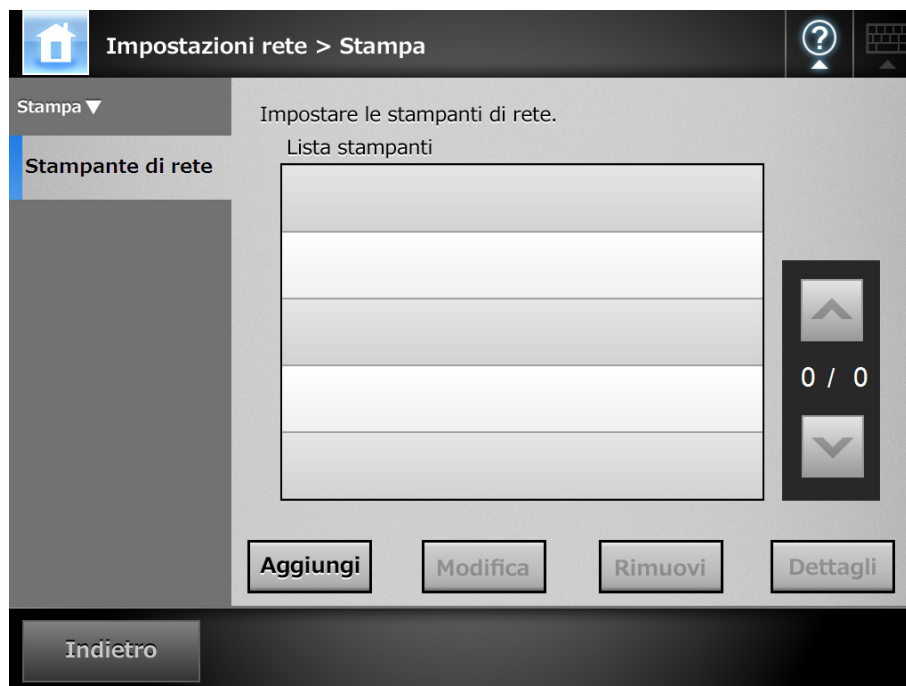 Impostazioni rete > Stampa
?
Stampa▼
Impostare le stampanti di rete.
Lista stampanti
Stampante di rete
0 / 0
Aggiungi
Modifica
Rimuovi
Dettagli
Indietro